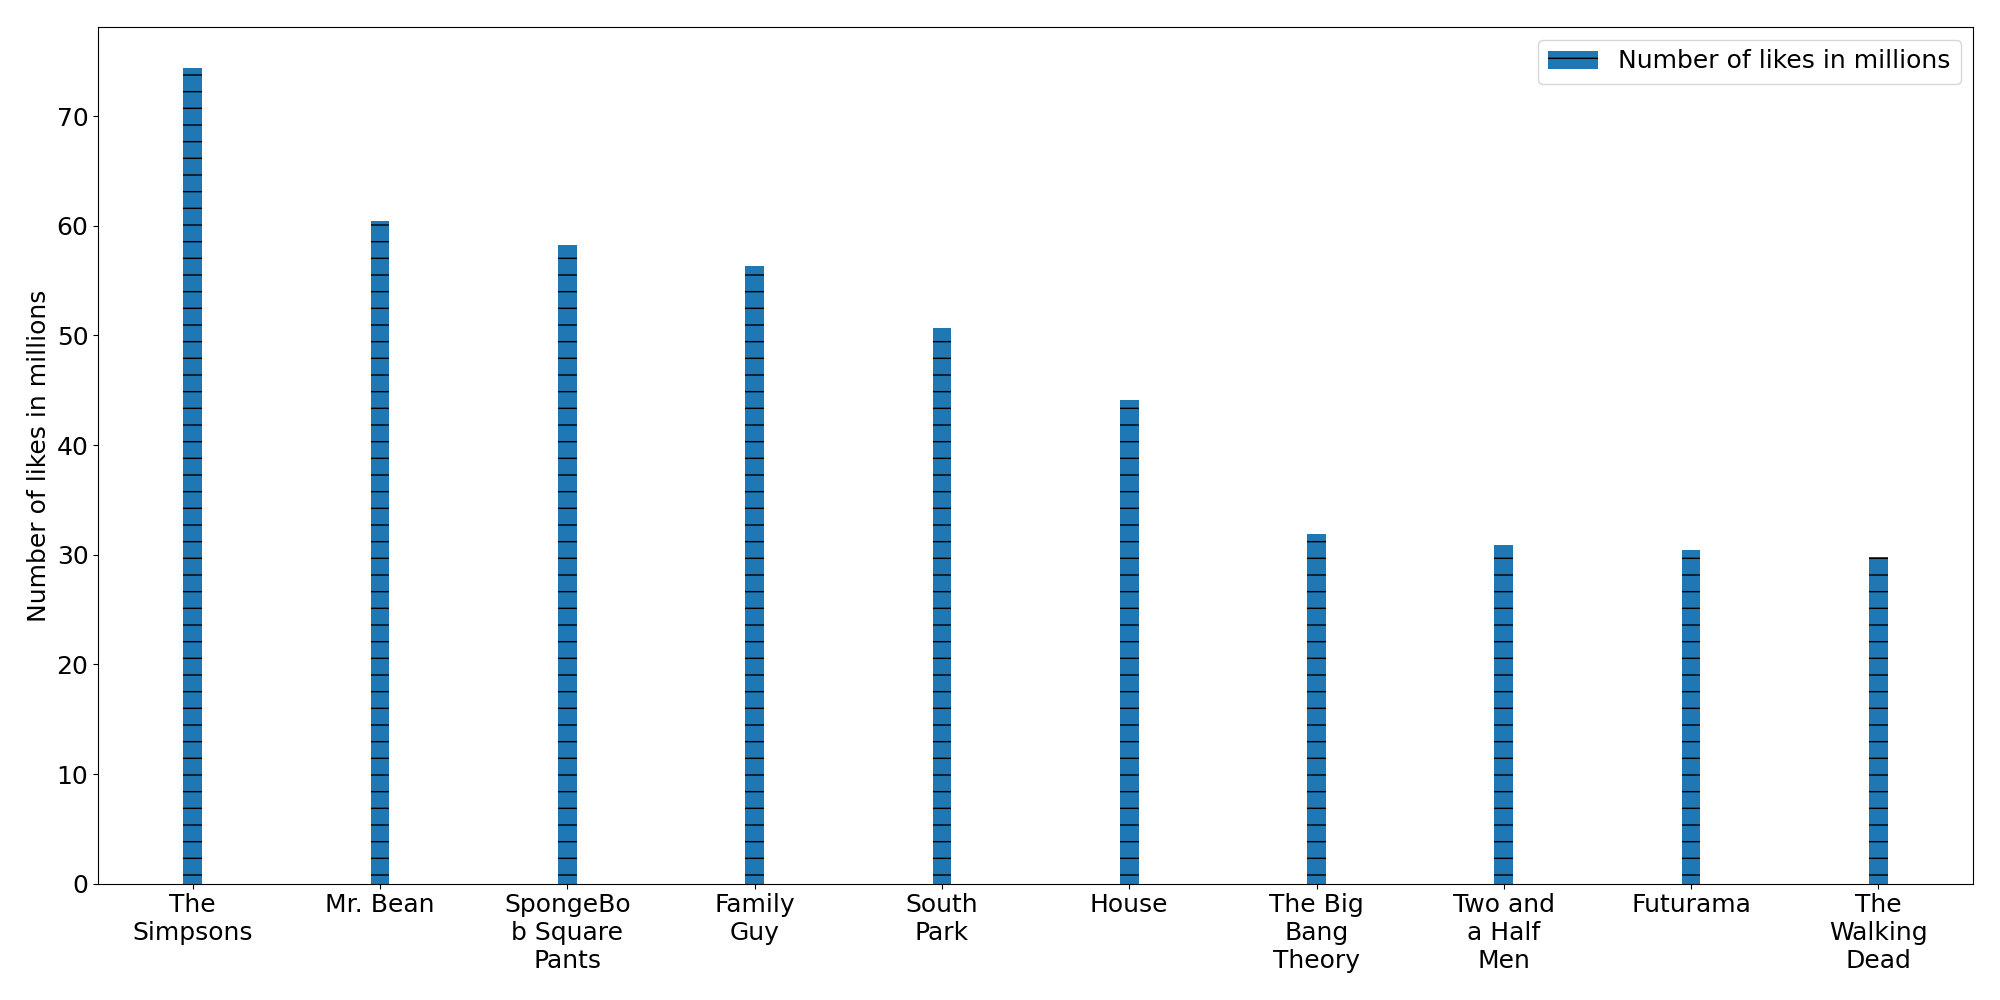 Number of likes in millions
Number of likes in millions
70
60
50
40
30
20
10
0
The
Simpsons
Mr. Bean
SpongeBo
b Square
Pants
Family
Guy
South
Park
House
The Big
Bang
Theory
Two and
a Half
Men
Futurama
The
Walking
Dead